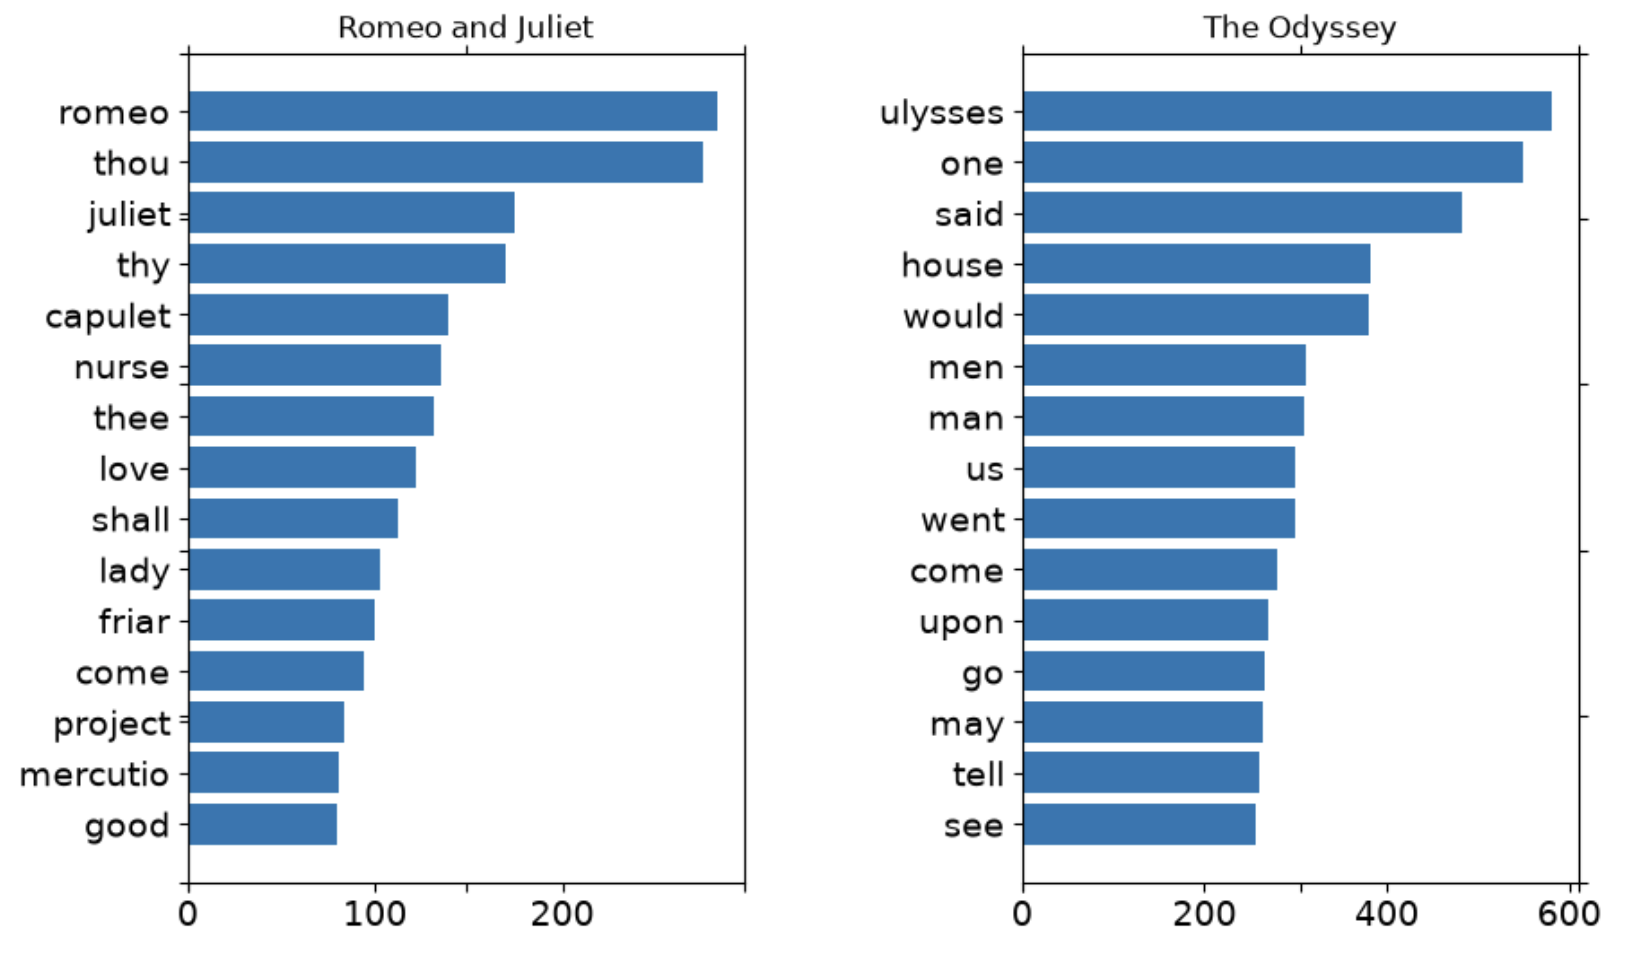 Romeo and Juliet
romeo
thou
juliet
thy
capulet
nurse
thee
love
shall
lady
friar
come
project
mercutio
good
0 100 200
The Odyssey
ulysses
one
said
house
would
men
man
us
went
come
upon
go
may
tell
see
0 200 400 600